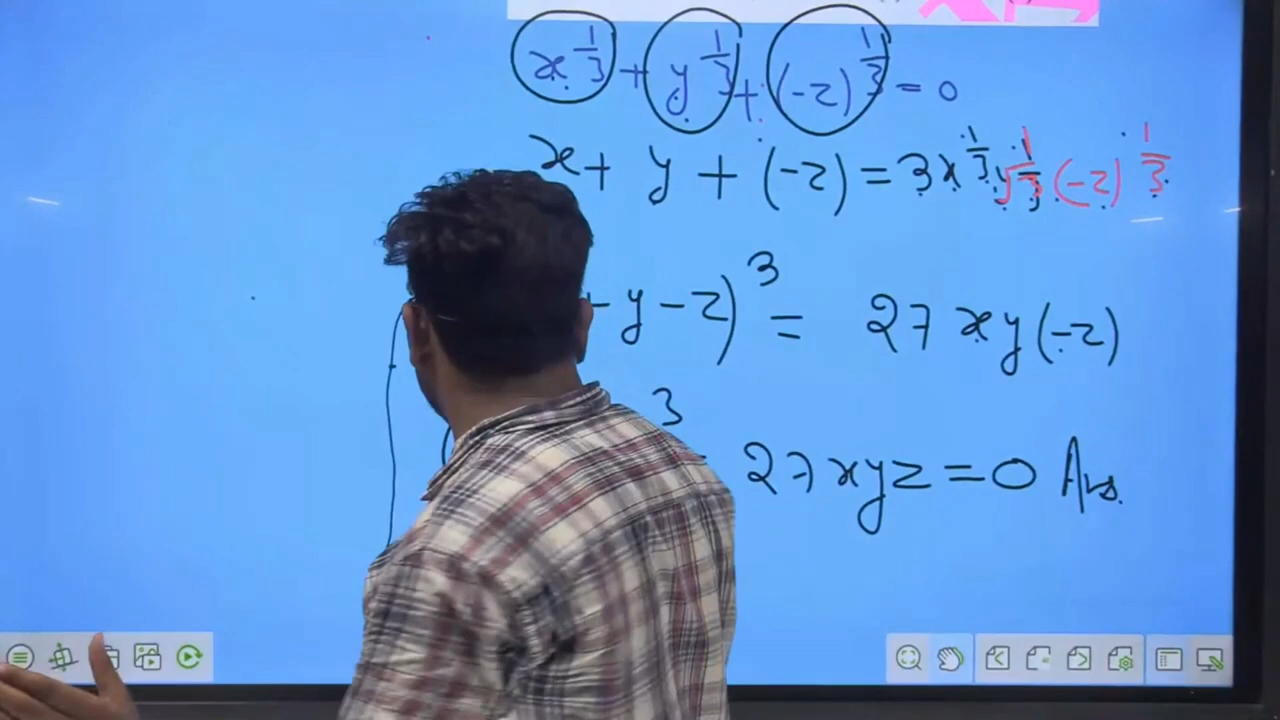 x^{1/3} + y^{1/3} + (-z)^{1/3} = 0
x + y + (-z) = 3x^{1/3} y^{1/3} (-z)^{1/3}
- y - z)^3 = 27 xy(-z)
3 27xyz = 0 Ans.